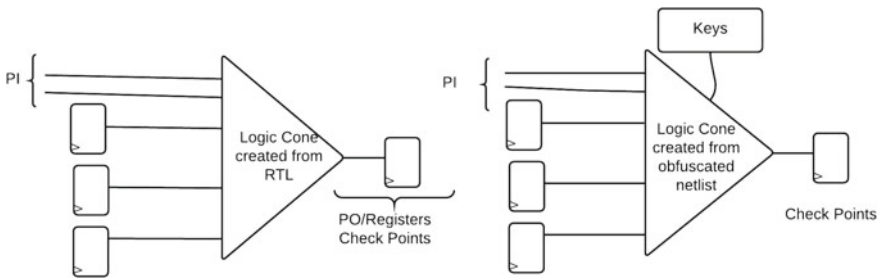 PI
Logic Cone
created from
RTL
PO/Registers
Check Points
Keys
PI
Logic Cone
created from
obfuscated
netlist
Check Points